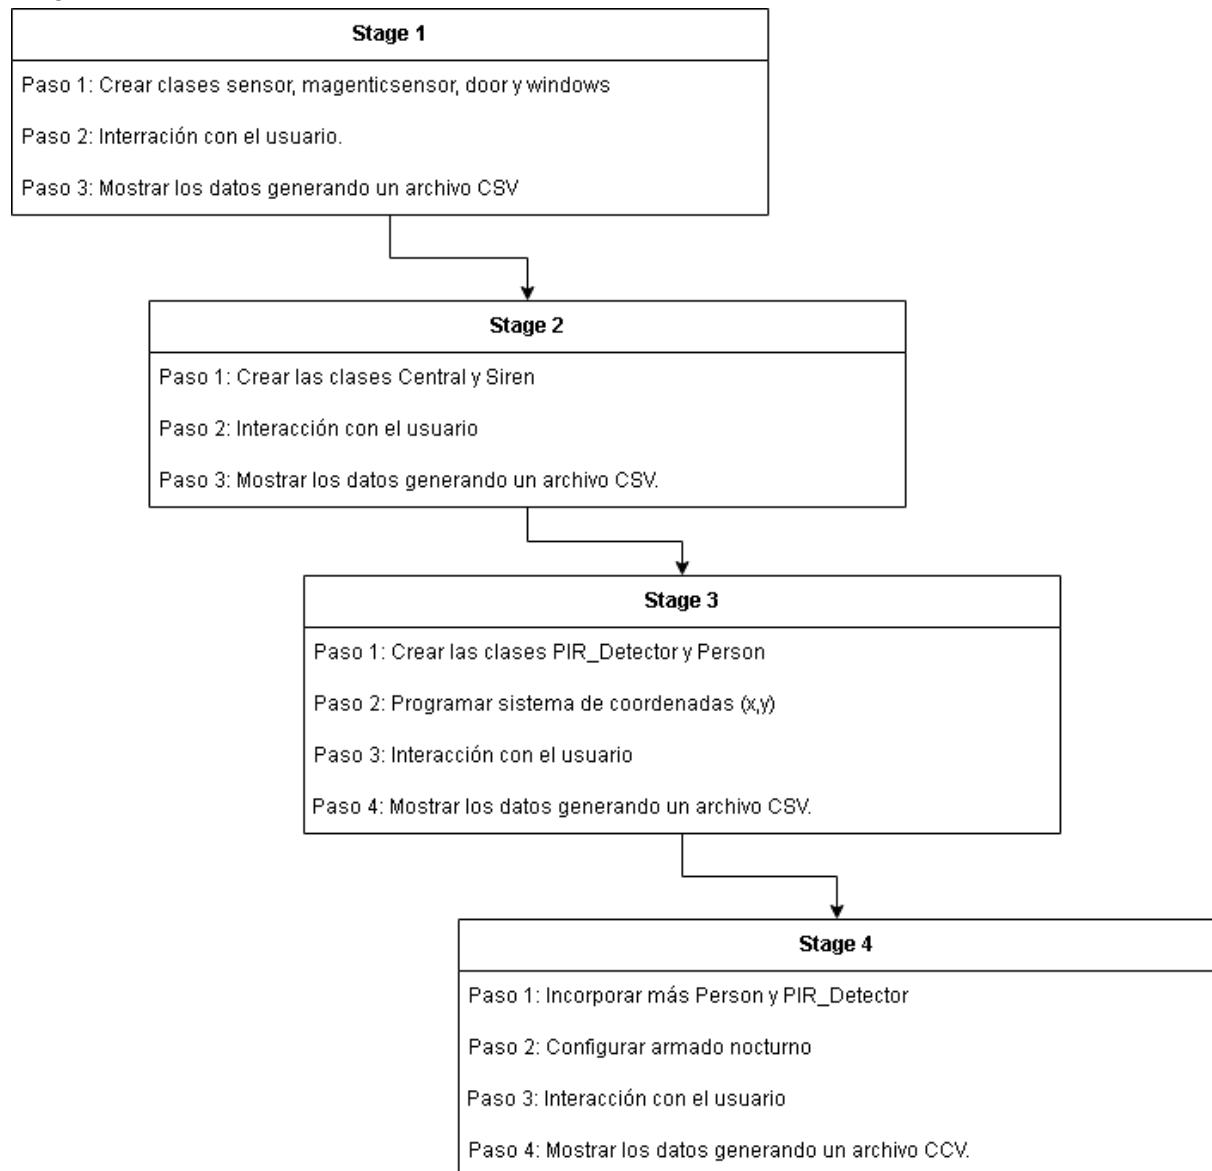 Stage 1
Paso 1: Crear clases sensor, magenticsensor, door y windows
Paso 2: Interración con el usuario.
Paso 3: Mostrar los datos generando un archivo CSV
Stage 2
Paso 1: Crear las clases Central y Siren
Paso 2: Interacción con el usuario
Paso 3: Mostrar los datos generando un archivo CSV.
Stage 3
Paso 1: Crear las clases PIR_Detector y Person
Paso 2: Programar sistema de coordenadas (x,y)
Paso 3: Interacción con el usuario
Paso 4: Mostrar los datos generando un archivo CSV.
Stage 4
Paso 1: Incorporar más Person y PIR_Detector
Paso 2: Configurar armado nocturno
Paso 3: Interacción con el usuario
Paso 4: Mostrar los datos generando un archivo CCV.